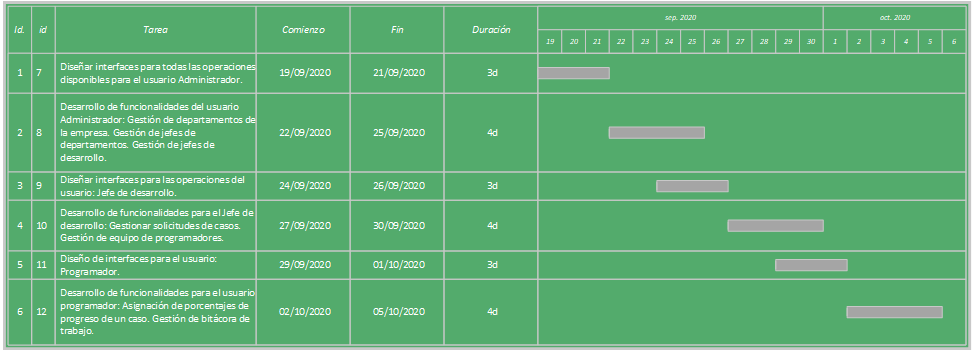 Id. id Tarea Comienzo Fin Duración sep. 2020 oct. 2020
19 20 21 22 23 24 25 26 27 28 29 30 1 2 3 4 5 6
1 7 Diseñar interfaces para todas las operaciones
disponibles para el usuario Administrador. 19/09/2020 21/09/2020 3d
2 8 Desarrollo de funcionalidades del usuario
Administrador: Gestión de departamentos de
la empresa. Gestión de jefes de
departamentos. Gestión de jefes de
desarrollo. 22/09/2020 25/09/2020 4d
3 9 Diseñar interfaces para las operaciones del
usuario: Jefe de desarrollo. 24/09/2020 26/09/2020 3d
4 10 Desarrollo de funcionalidades para el Jefe de
desarrollo: Gestionar solicitudes de casos.
Gestión de equipo de programadores. 27/09/2020 30/09/2020 4d
5 11 Diseño de interfaces para el usuario:
Programador. 29/09/2020 01/10/2020 3d
6 12 Desarrollo de funcionalidades para el usuario
programador: Asignación de porcentajes de
progreso de un caso. Gestión de bitácora de
trabajo. 02/10/2020 05/10/2020 4d